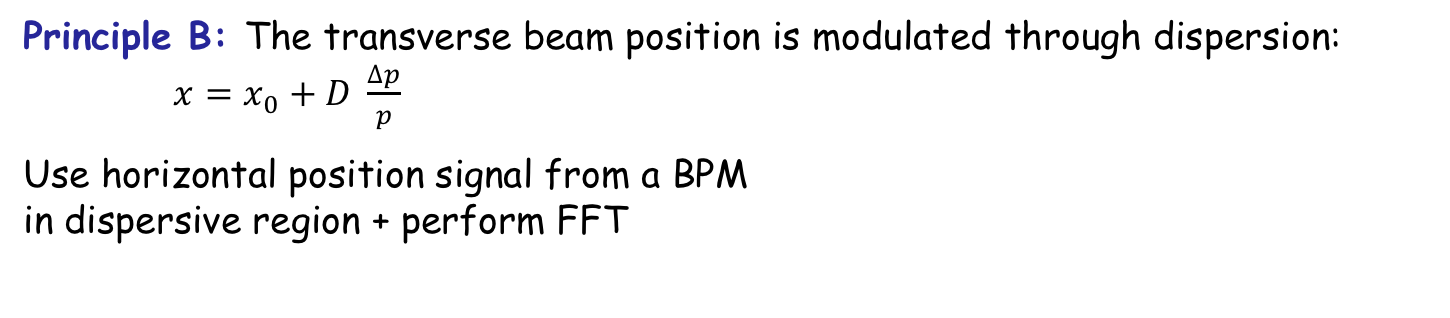 Principle B: The transverse beam position is modulated through dispersion:
x = x₀ + D Δp/p
Use horizontal position signal from a BPM
in dispersive region + perform FFT